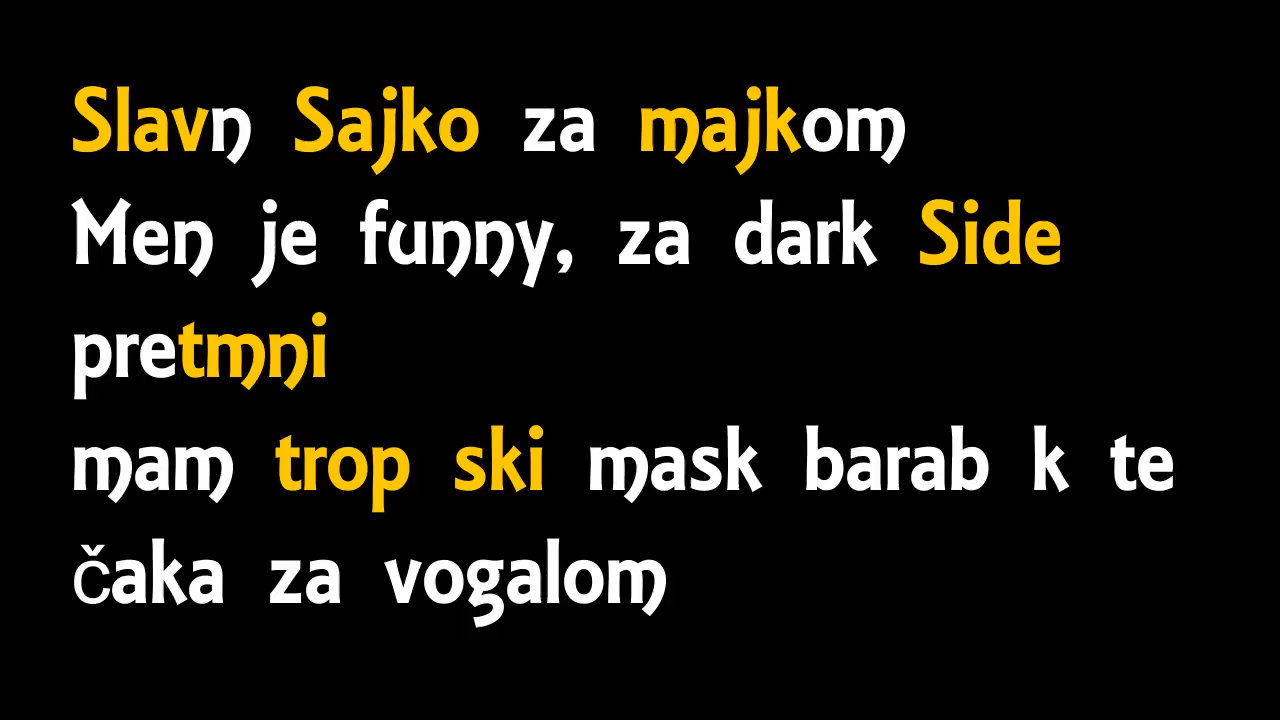 Slavn Sajko za majkom
Men je funny, za dark Side
pretmni
mam trop ski mask barab k te
čaka za vogalom